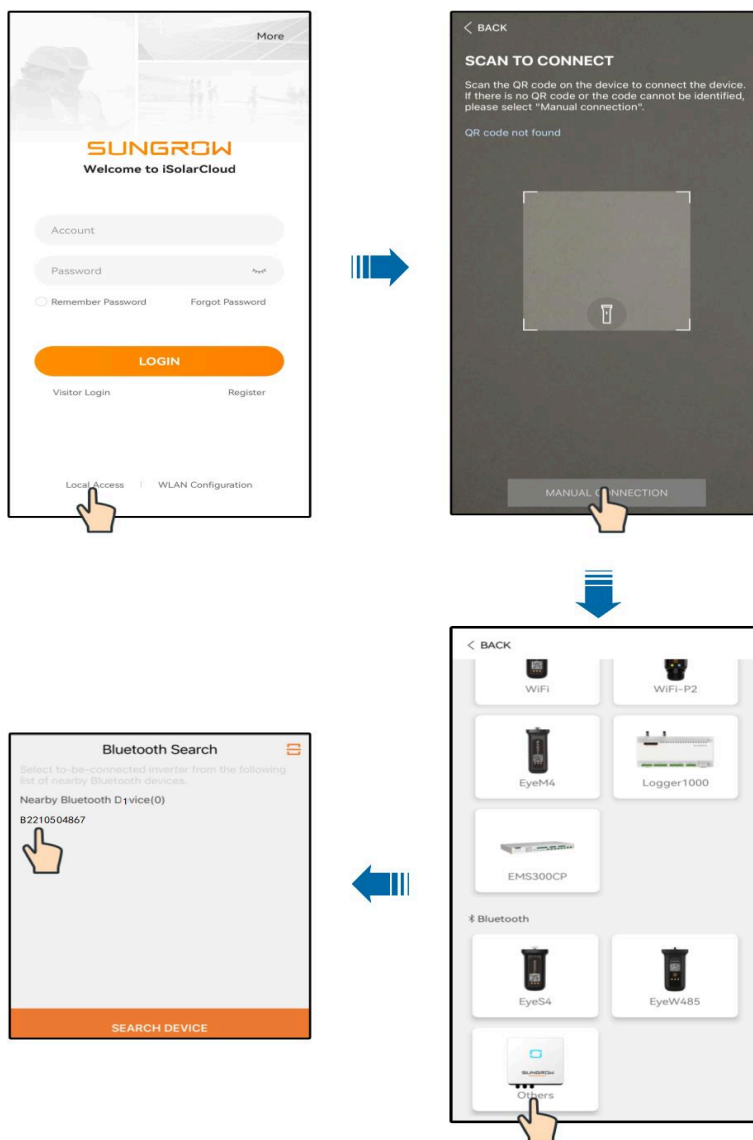 More
SUNGROW
Welcome to iSolarCloud
Account
Password
Remember Password Forgot Password
LOGIN
Visitor Login Register
Local Access | WLAN Configuration
< BACK
SCAN TO CONNECT
Scan the QR code on the device to connect the device.
If there is no QR code or the code cannot be identified,
please select "Manual connection".
QR code not found
MANUAL CONNECTION
< BACK
WiFi WiFi-P2
EyeM4 Logger1000
EMS300CP
Bluetooth
EyeS4 EyeW485
SUNGROW
Others
Bluetooth Search
Select to-be-connected inverter from the following
list of nearby Bluetooth devices.
Nearby Bluetooth D1vice(0)
B2210504867
SEARCH DEVICE